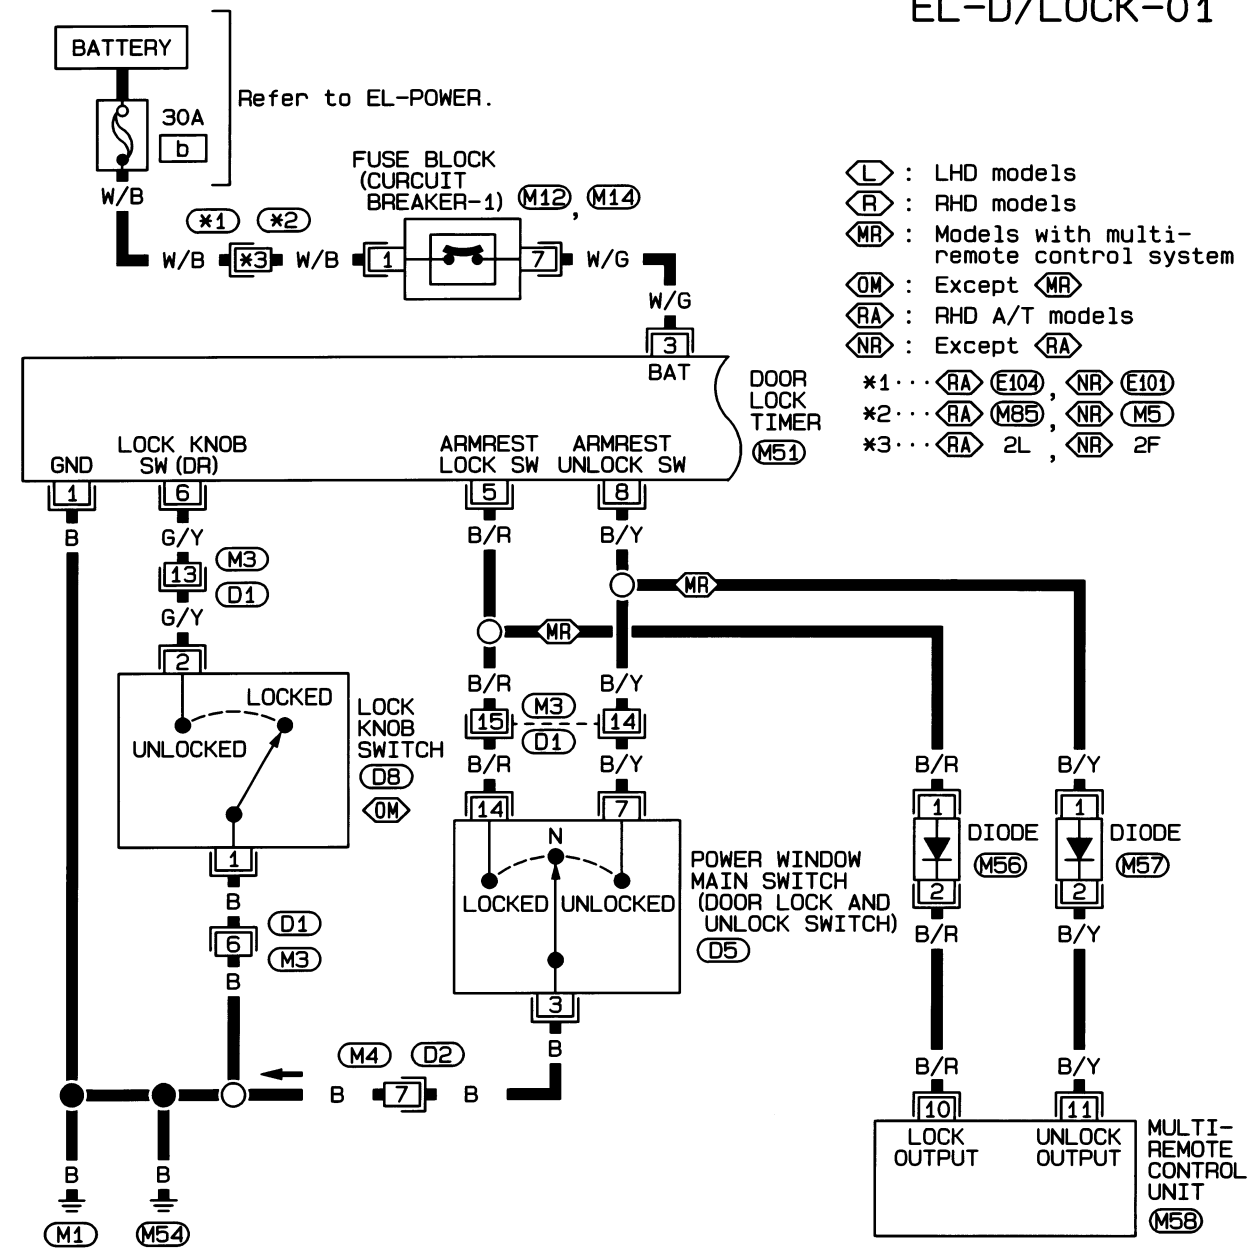 EL-D/LOCK-01
BATTERY
Refer to EL-POWER.
30A
b
W/B
FUSE BLOCK
(CURCUIT
BREAKER-1) M12 , M14
*1 *2
W/B *3 W/B 1 7 W/G
W/G
3
BAT
L : LHD models
R : RHD models
MR : Models with multi-
remote control system
OM : Except MR
RA : RHD A/T models
NR : Except RA
*1··· RA E104 , NR E101
*2··· RA M85 , NR M5
*3··· RA 2L , NR 2F
DOOR
LOCK
TIMER
M51
GND
LOCK KNOB
SW (DR)
ARMREST
LOCK SW
ARMREST
UNLOCK SW
1 6 5 8
B G/Y B/R B/Y
13 M3
D1
G/Y
2
MR
MR
B/R B/Y
LOCKED
UNLOCKED
LOCK
KNOB
SWITCH
D8
OM
15 M3 14
D1
B/R B/Y
14 7
N
LOCKED UNLOCKED
POWER WINDOW
MAIN SWITCH
(DOOR LOCK AND
UNLOCK SWITCH)
D5
B/R B/Y
1 1
DIODE
M56
DIODE
M57
2 2
B/R B/Y
1
B
6 D1
M3
B
3
B
M4 D2
B 7 B
B B
M1 M54
B/R B/Y
10 11
LOCK
OUTPUT
UNLOCK
OUTPUT
MULTI-
REMOTE
CONTROL
UNIT
M58